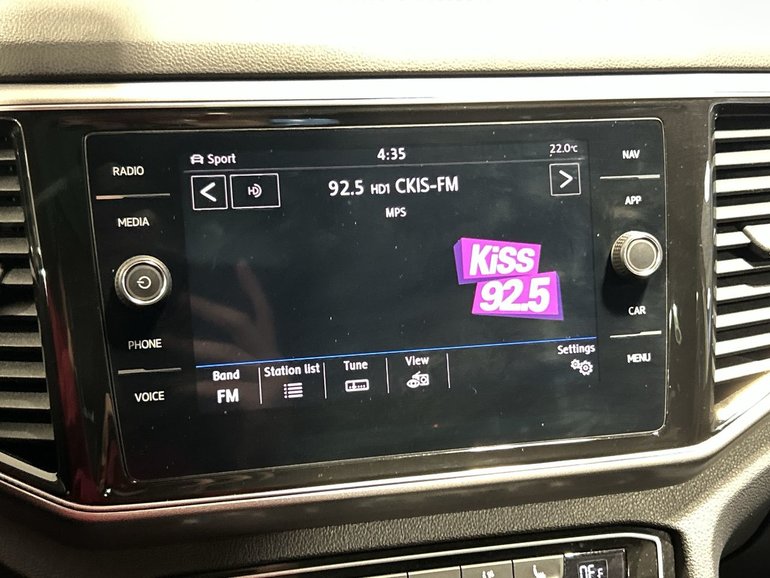 RADIO
MEDIA
PHONE
VOICE
Sport 4:35 22.0°C
92.5 HD1 CKIS-FM
MPS
KiSS
92.5
Band
FM
Station list
Tune
View
Settings
NAV
APP
CAR
MENU
OFF